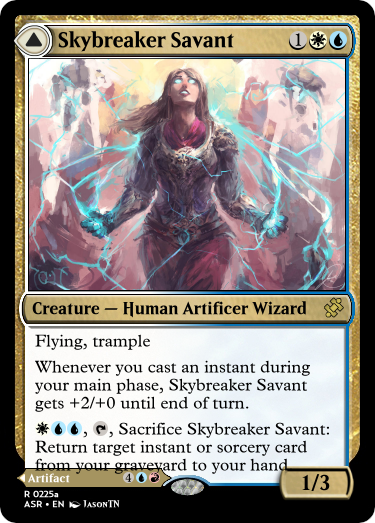 Skybreaker Savant 1
Creature — Human Artificer Wizard
Flying, trample
Whenever you cast an instant during
your main phase, Skybreaker Savant
gets +2/+0 until end of turn.
, , Sacrifice Skybreaker Savant:
Return target instant or sorcery card
from your graveyard to your hand
Artifact 4
1/3
R 0225a
ASR • EN JASONTN